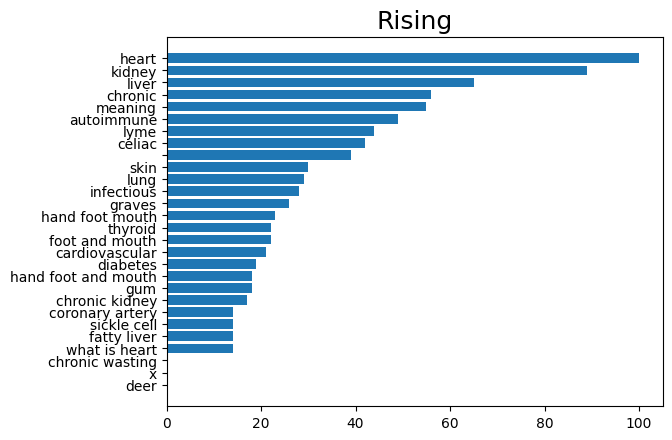 Rising
heart
kidney
liver
chronic
meaning
autoimmune
lyme
celiac
skin
lung
infectious
graves
hand foot mouth
thyroid
foot and mouth
cardiovascular
diabetes
hand foot and mouth
gum
chronic kidney
coronary artery
sickle cell
fatty liver
what is heart
chronic wasting
x
deer
0 20 40 60 80 100